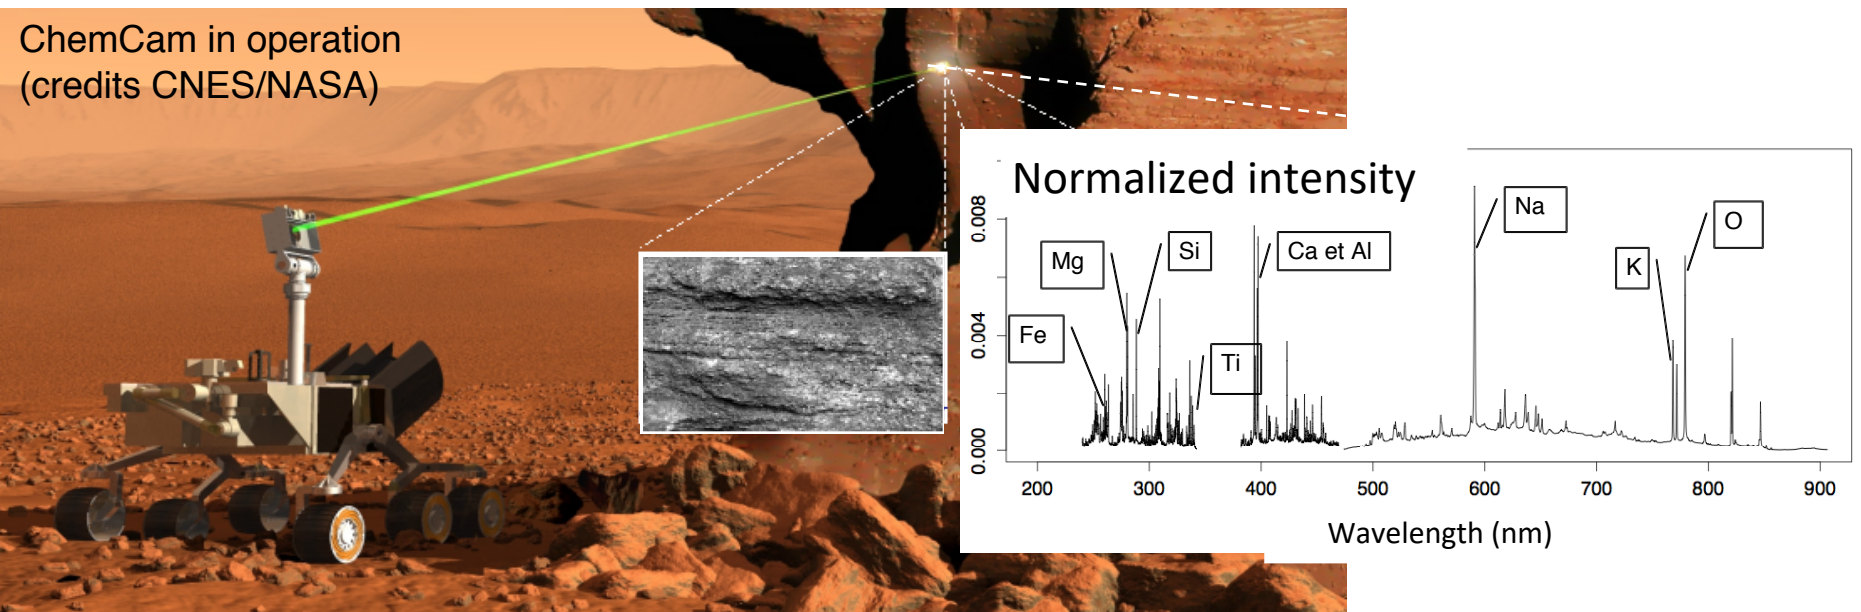 ChemCam in operation
(credits CNES/NASA)
Normalized intensity
0.008
0.004
0.000
Na
O
Mg
Si
Ca et Al
K
Fe
Ti
200 300 400 500 600 700 800 900
Wavelength (nm)